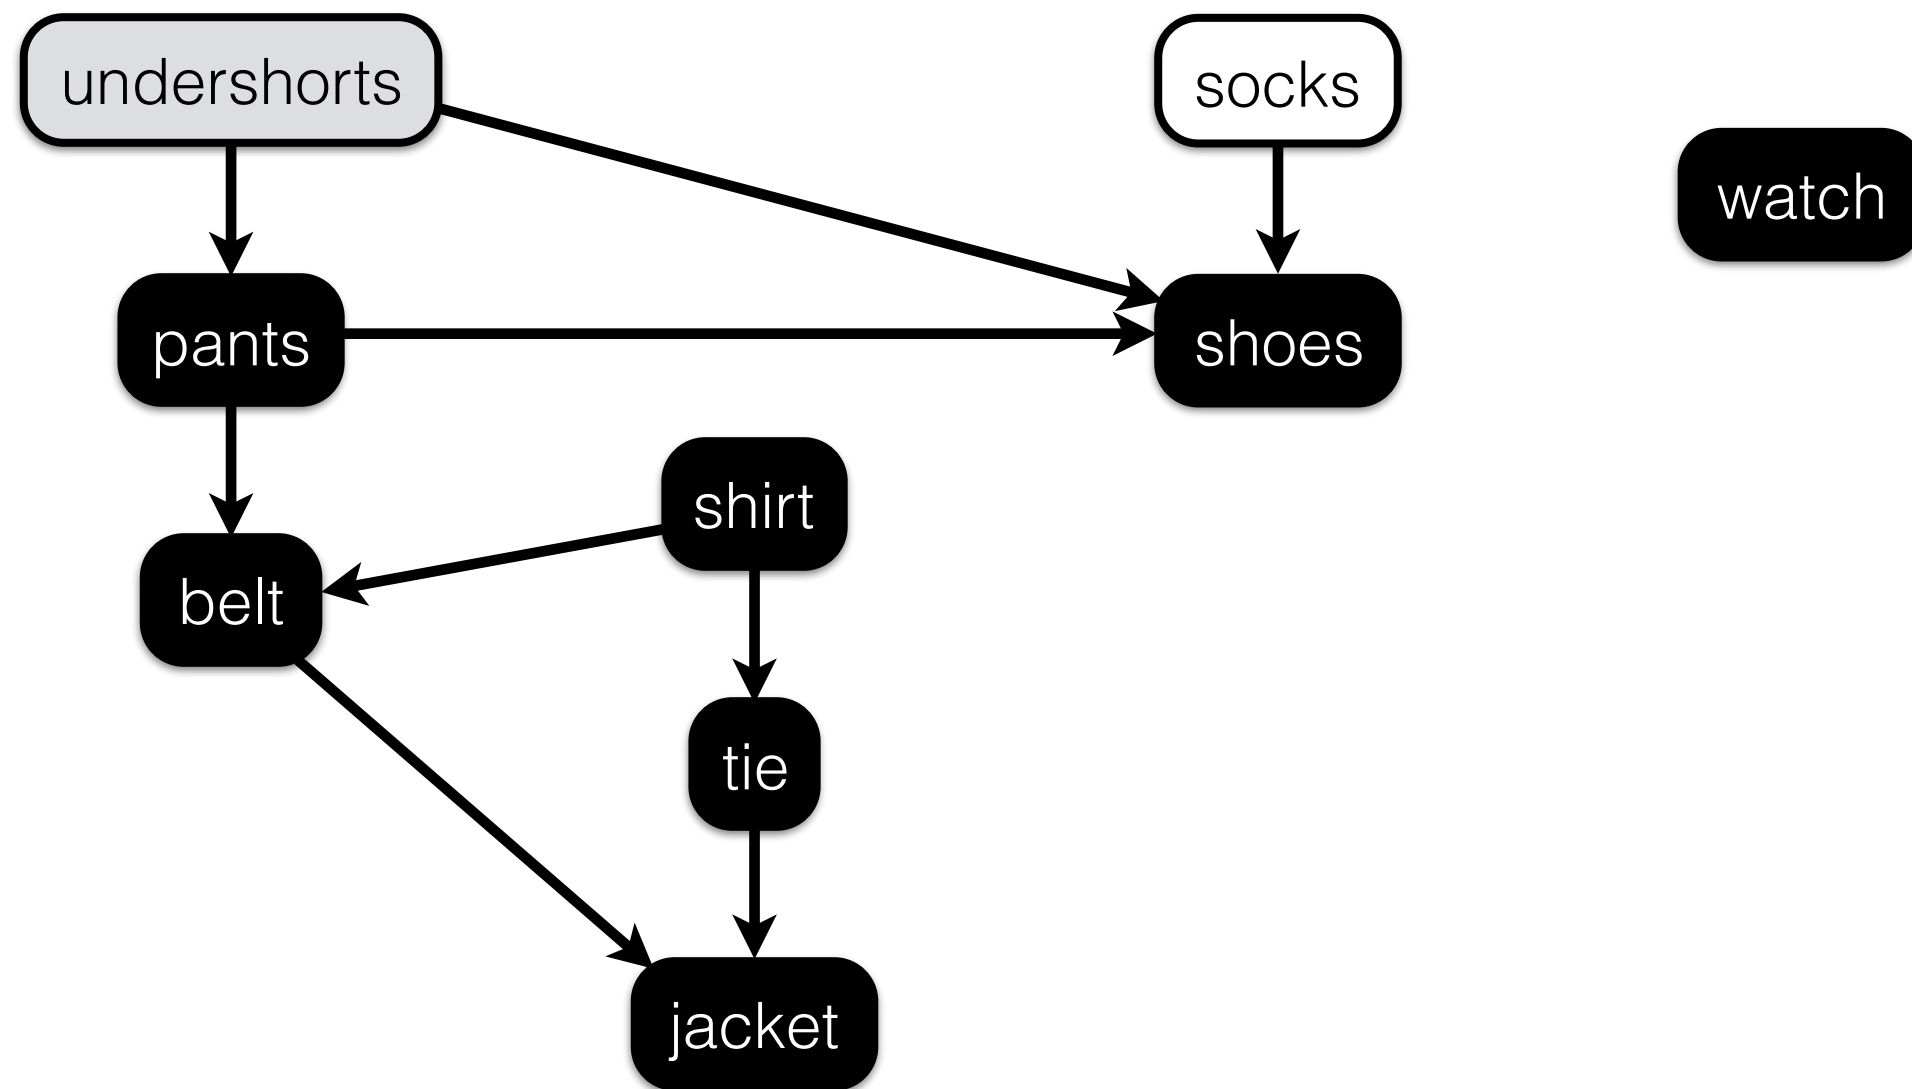 undershorts
socks
watch
pants
shoes
shirt
belt
tie
jacket